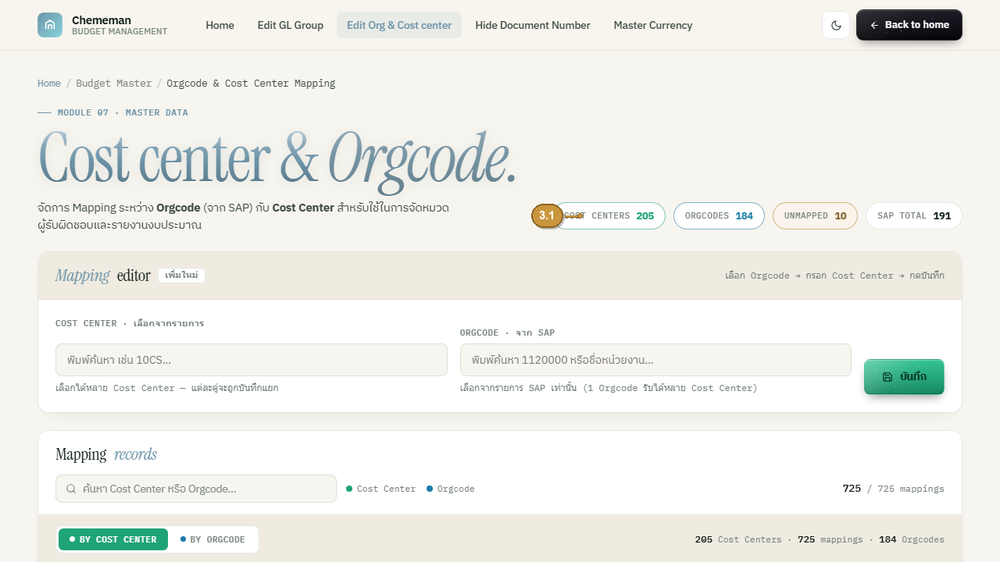 Chememan
BUDGET MANAGEMENT
Home
Edit GL Group
Edit Org & Cost center
Hide Document Number
Master Currency
Back to home
Home / Budget Master / Orgcode & Cost Center Mapping
MODULE 07 · MASTER DATA
Cost center & Orgcode.
จัดการ Mapping ระหว่าง Orgcode (จาก SAP) กับ Cost Center สำหรับใช้ในการจัดหมวด
ผู้รับผิดชอบและรายงานงบประมาณ
3.1
COST CENTERS 205
ORGCODES 184
UNMAPPED 10
SAP TOTAL 191
Mapping editor เพิ่มใหม่
เลือก Orgcode → กรอก Cost Center → กดบันทึก
COST CENTER · เลือกจากรายการ
ORGCODE · จาก SAP
พิมพ์ค้นหา เช่น 10CS...
พิมพ์ค้นหา 1120000 หรือชื่อหน่วยงาน...
บันทึก
เลือกได้หลาย Cost Center — แต่ละคู่จะถูกบันทึกแยก
เลือกจากรายการ SAP เท่านั้น (1 Orgcode รับได้หลาย Cost Center)
Mapping records
ค้นหา Cost Center หรือ Orgcode...
Cost Center
Orgcode
725 / 725 mappings
BY COST CENTER
BY ORGCODE
205 Cost Centers · 725 mappings · 184 Orgcodes